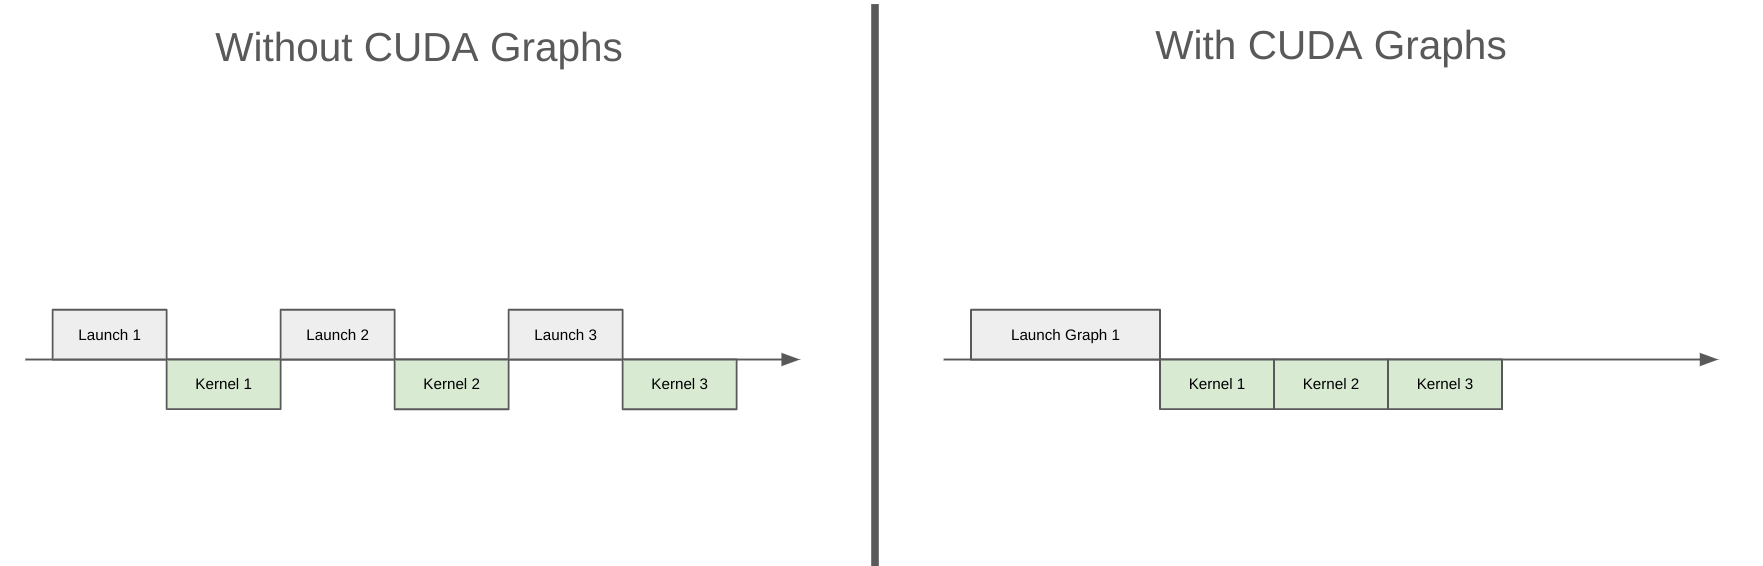 Without CUDA Graphs
Launch 1
Launch 2
Launch 3
Kernel 1
Kernel 2
Kernel 3
With CUDA Graphs
Launch Graph 1
Kernel 1
Kernel 2
Kernel 3